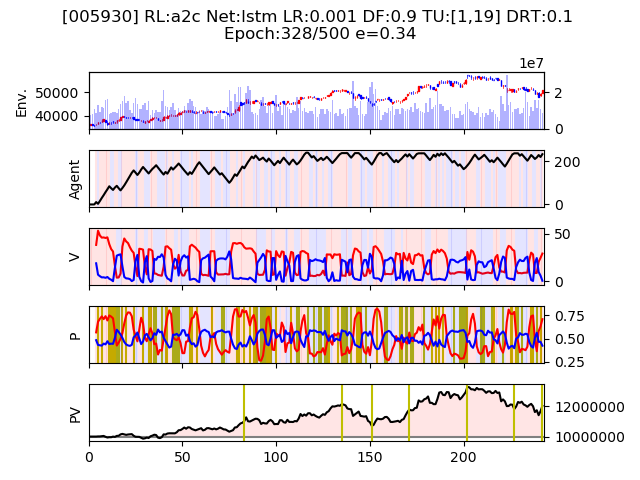 [005930] RL:a2c Net:lstm LR:0.001 DF:0.9 TU:[1,19] DRT:0.1
Epoch:328/500 e=0.34
1e7
Env.
50000
40000
2
0
Agent
200
0
V
50
0
P
0.75
0.50
0.25
PV
12000000
10000000
0 50 100 150 200